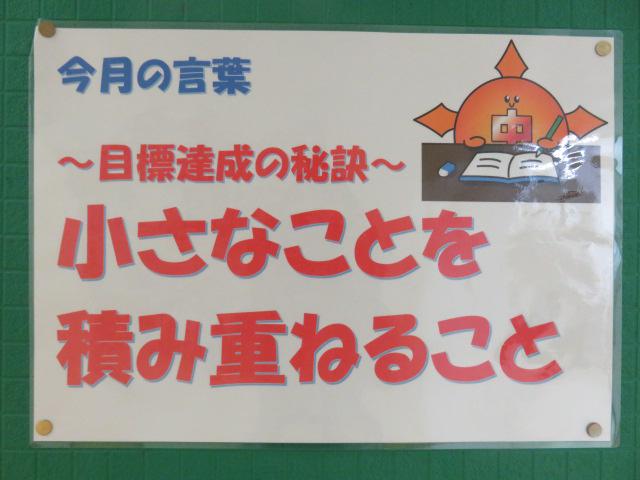 今月の言葉
～目標達成の秘訣～
小さなことを
積み重ねること
中